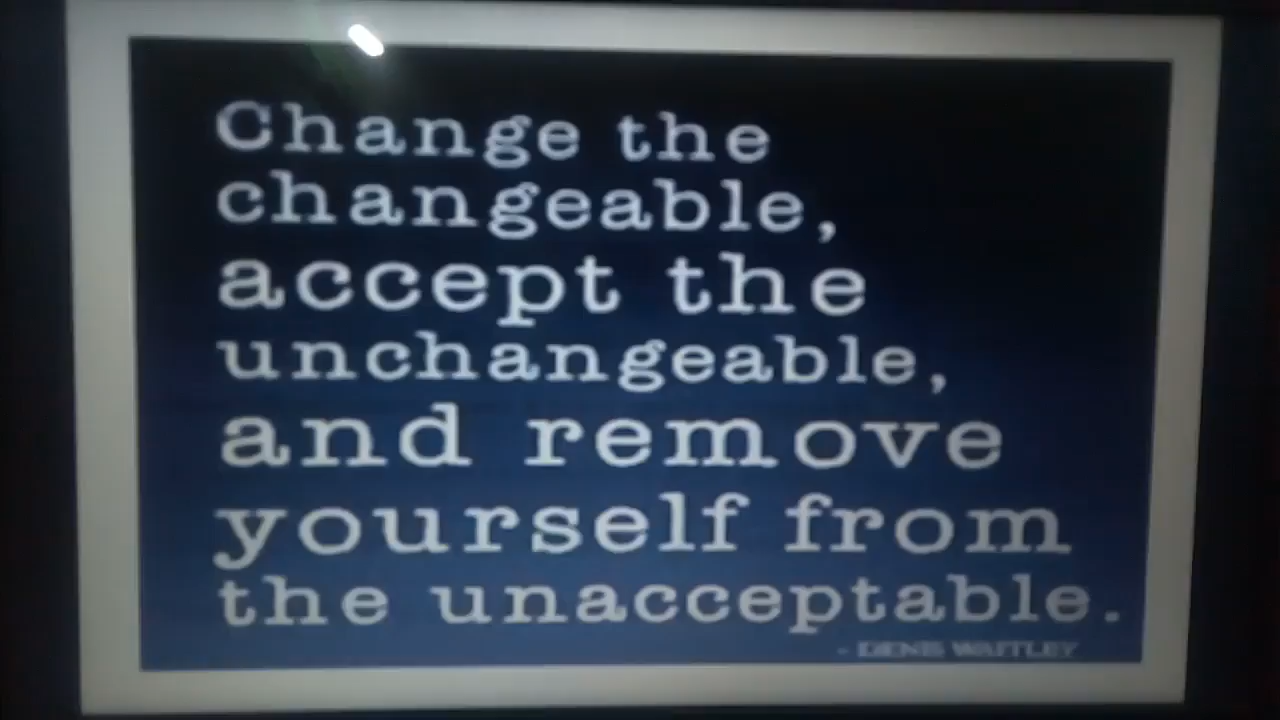 Change the
changeable,
accept the
unchangeable,
and remove
yourself from
the unacceptable.
- DENIS WAITLEY